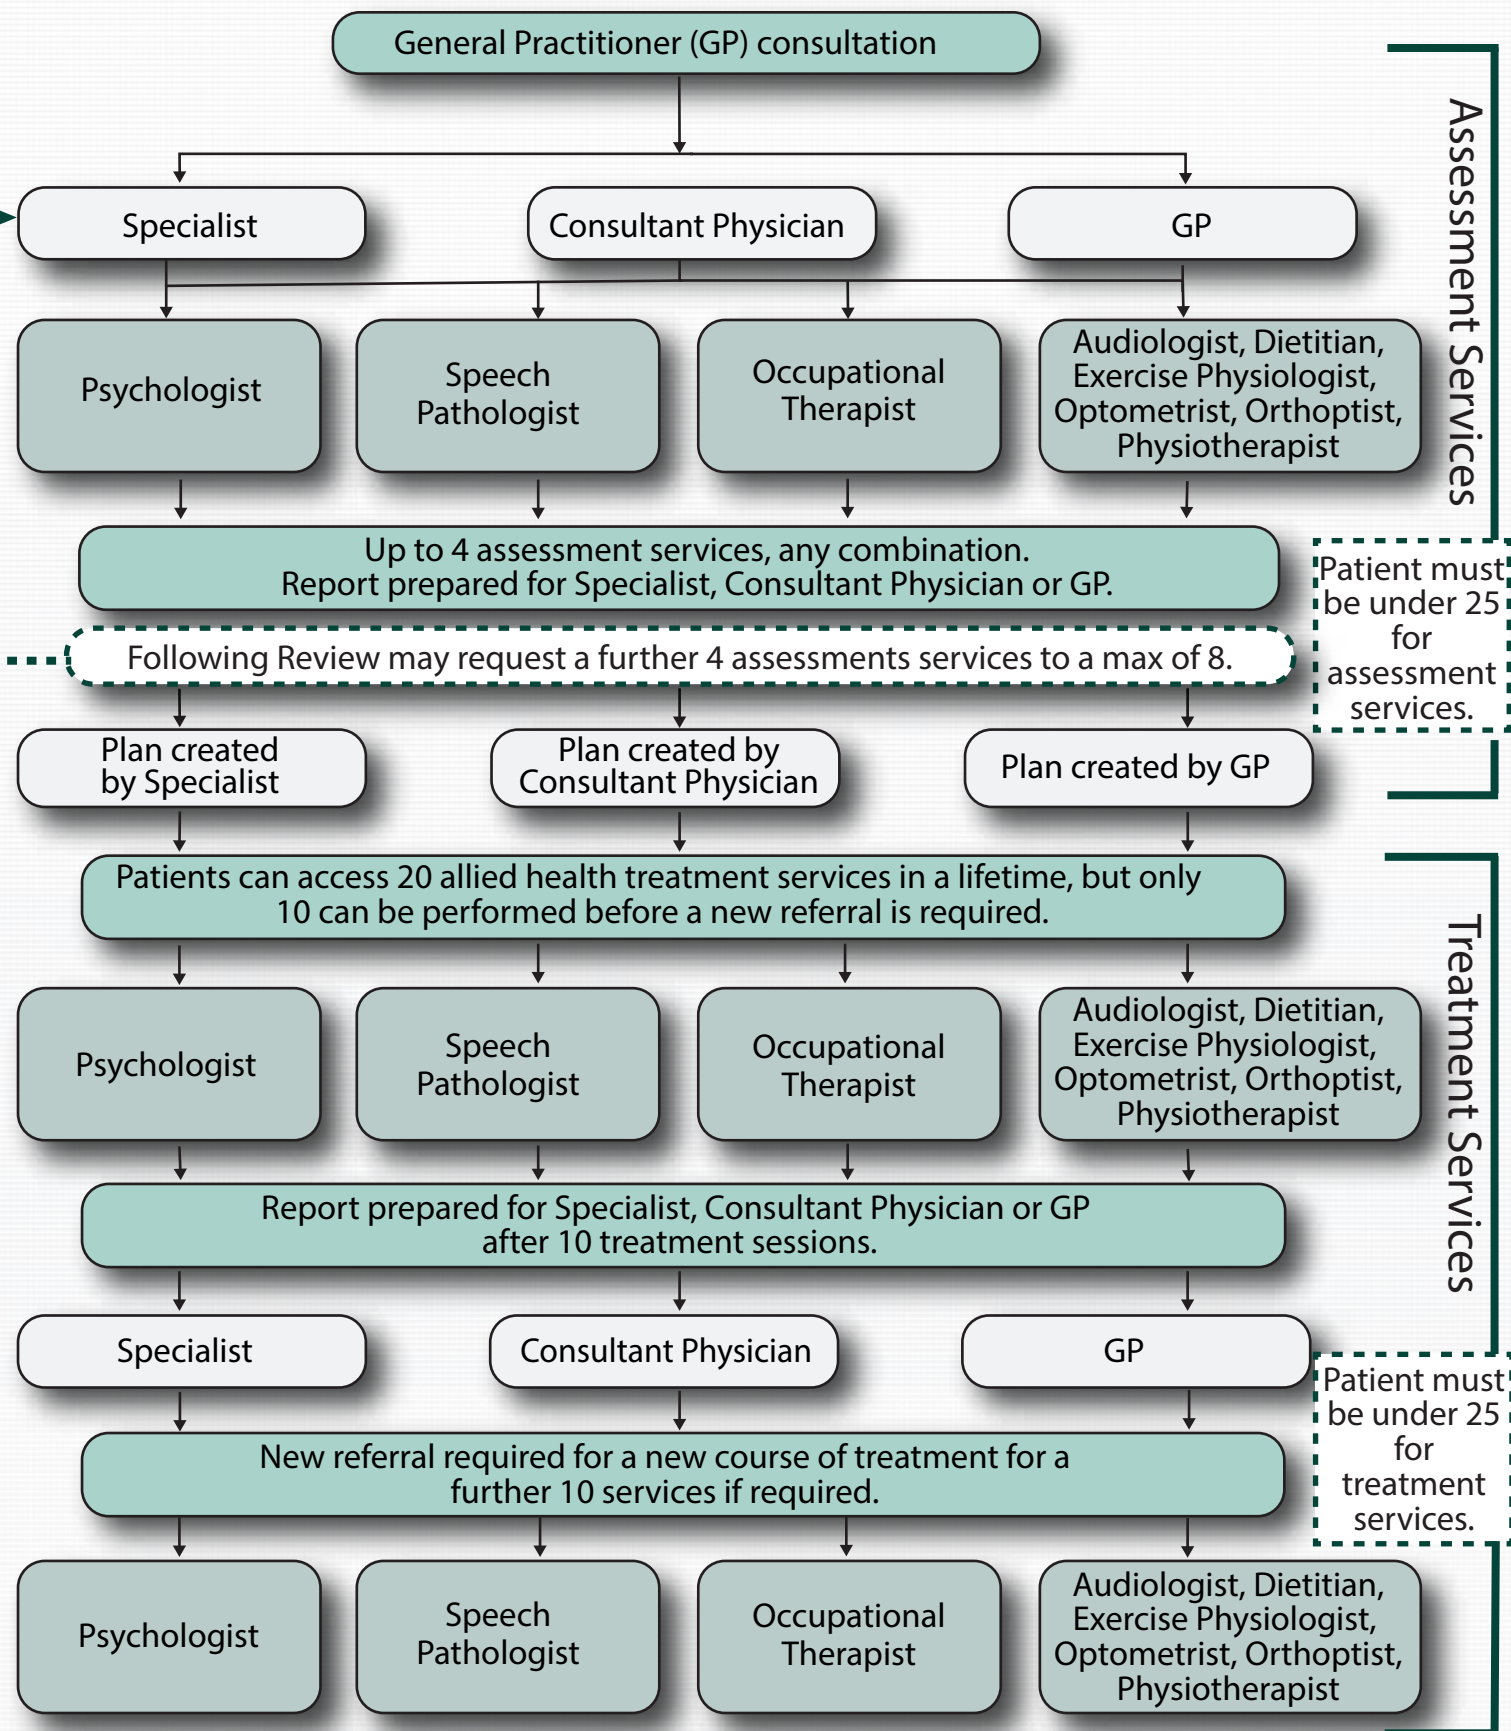 General Practitioner (GP) consultation
Assessment Services
Specialist
Consultant Physician
GP
Psychologist
Speech
Pathologist
Occupational
Therapist
Audiologist, Dietitian,
Exercise Physiologist,
Optometrist, Orthoptist,
Physiotherapist
Up to 4 assessment services, any combination.
Report prepared for Specialist, Consultant Physician or GP.
Patient must
be under 25
for
assessment
services.
Following Review may request a further 4 assessments services to a max of 8.
Plan created
by Specialist
Plan created by
Consultant Physician
Plan created by GP
Patients can access 20 allied health treatment services in a lifetime, but only
10 can be performed before a new referral is required.
Treatment Services
Psychologist
Speech
Pathologist
Occupational
Therapist
Audiologist, Dietitian,
Exercise Physiologist,
Optometrist, Orthoptist,
Physiotherapist
Report prepared for Specialist, Consultant Physician or GP
after 10 treatment sessions.
Specialist
Consultant Physician
GP
Patient must
be under 25
for
treatment
services.
New referral required for a new course of treatment for a
further 10 services if required.
Psychologist
Speech
Pathologist
Occupational
Therapist
Audiologist, Dietitian,
Exercise Physiologist,
Optometrist, Orthoptist,
Physiotherapist